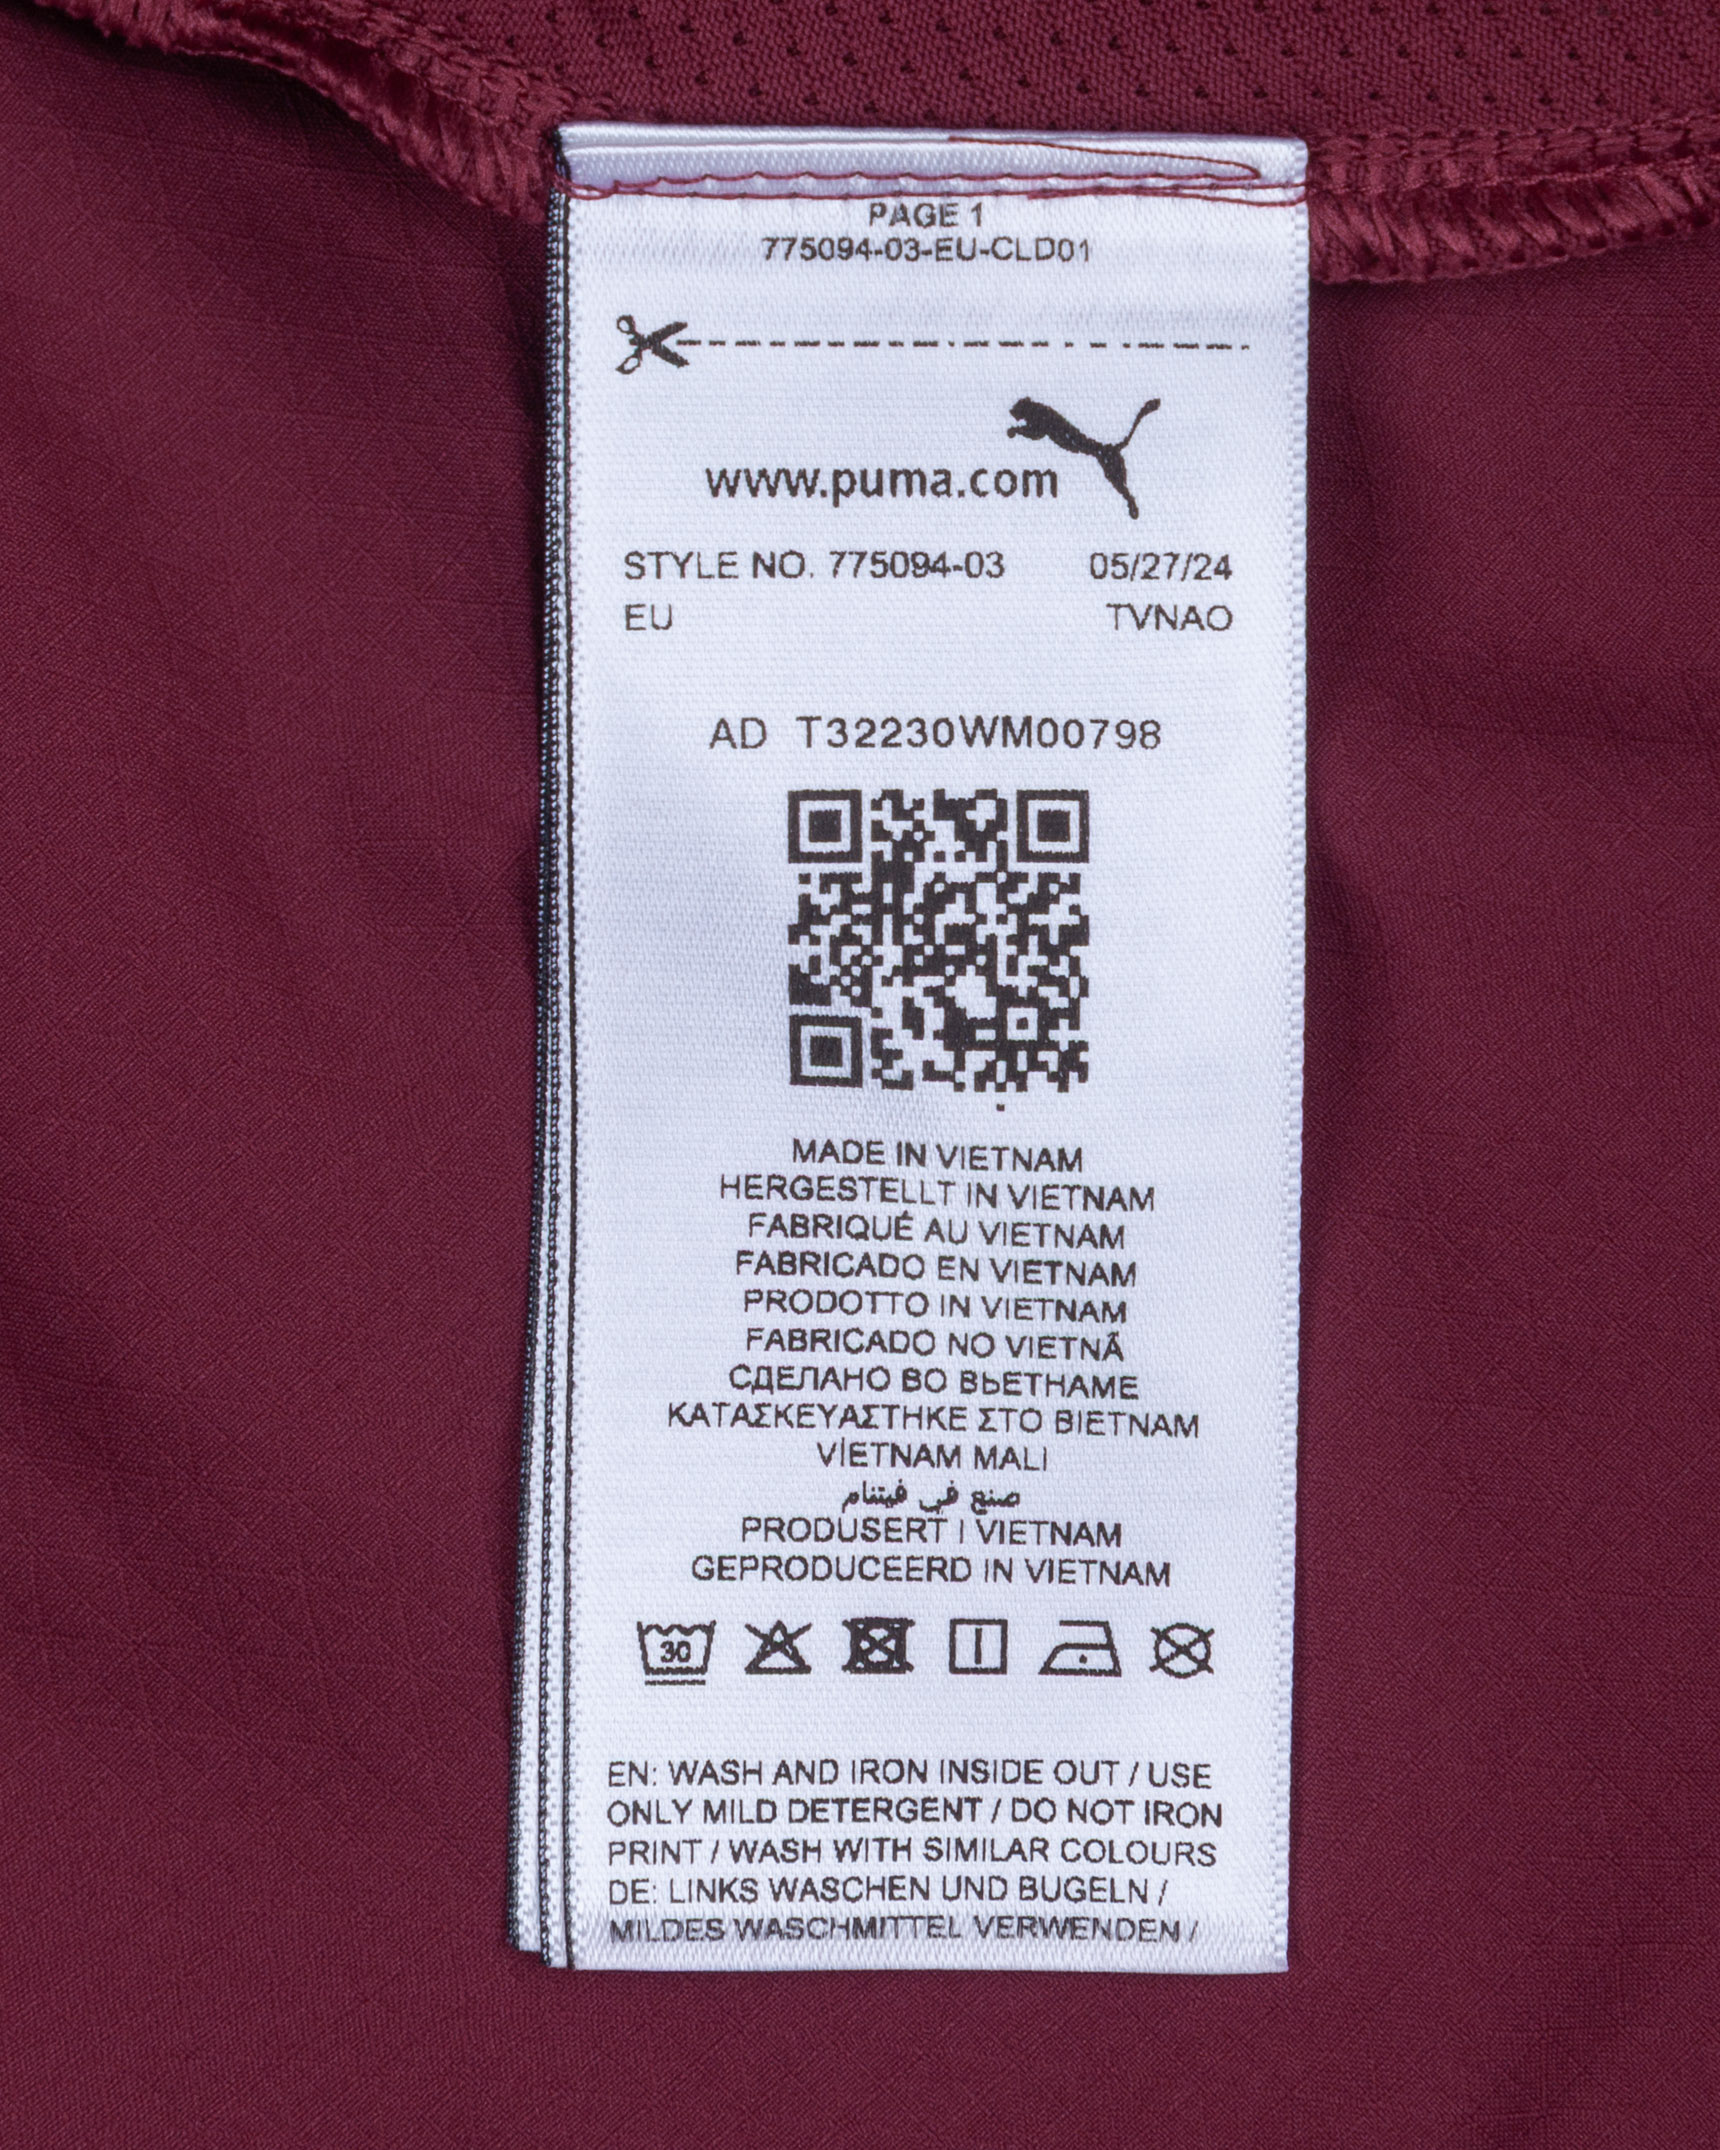 PAGE 1
775094-03-EU-CLD01
www.puma.com
STYLE NO. 775094-03 05/27/24
EU TVNAO
AD T32230WM00798
MADE IN VIETNAM
HERGESTELLT IN VIETNAM
FABRIQUÉ AU VIETNAM
FABRICADO EN VIETNAM
PRODOTTO IN VIETNAM
FABRICADO NO VIETNÃ
СДЕЛАНО ВО ВЬЕТНАМЕ
ΚΑΤΑΣΚΕΥΑΣΤΗΚΕ ΣΤΟ ΒΙΕΤΝΑΜ
VİETNAM MALI
صنع في فيتنام
PRODUSERT I VIETNAM
GEPRODUCEERD IN VIETNAM
30
EN: WASH AND IRON INSIDE OUT / USE
ONLY MILD DETERGENT / DO NOT IRON
PRINT / WASH WITH SIMILAR COLOURS
DE: LINKS WASCHEN UND BUGELN /
MILDES WASCHMITTEL VERWENDEN /